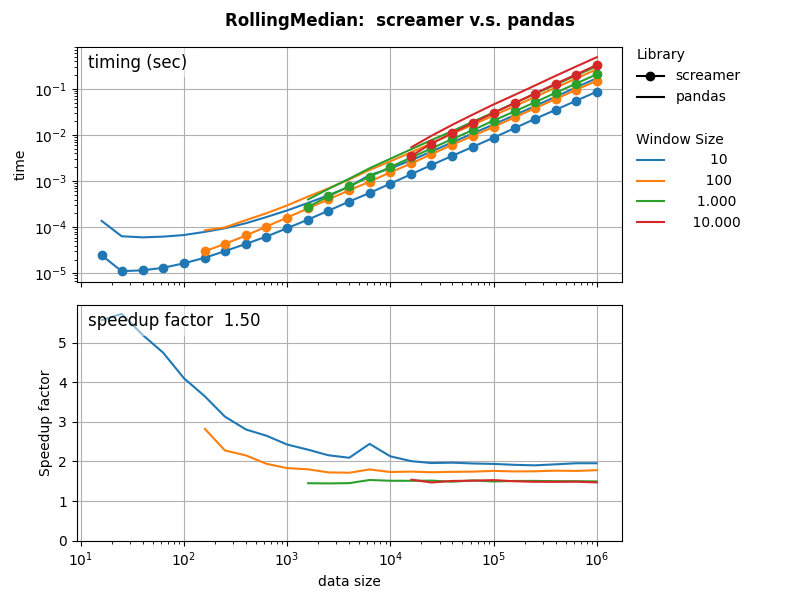 RollingMedian:  screamer v.s. pandas
timing (sec)
time
10⁻¹
10⁻²
10⁻³
10⁻⁴
10⁻⁵
Library
screamer
pandas
Window Size
10
100
1.000
10.000
speedup factor  1.50
Speedup factor
5
4
3
2
1
0
10¹
10²
10³
10⁴
10⁵
10⁶
data size